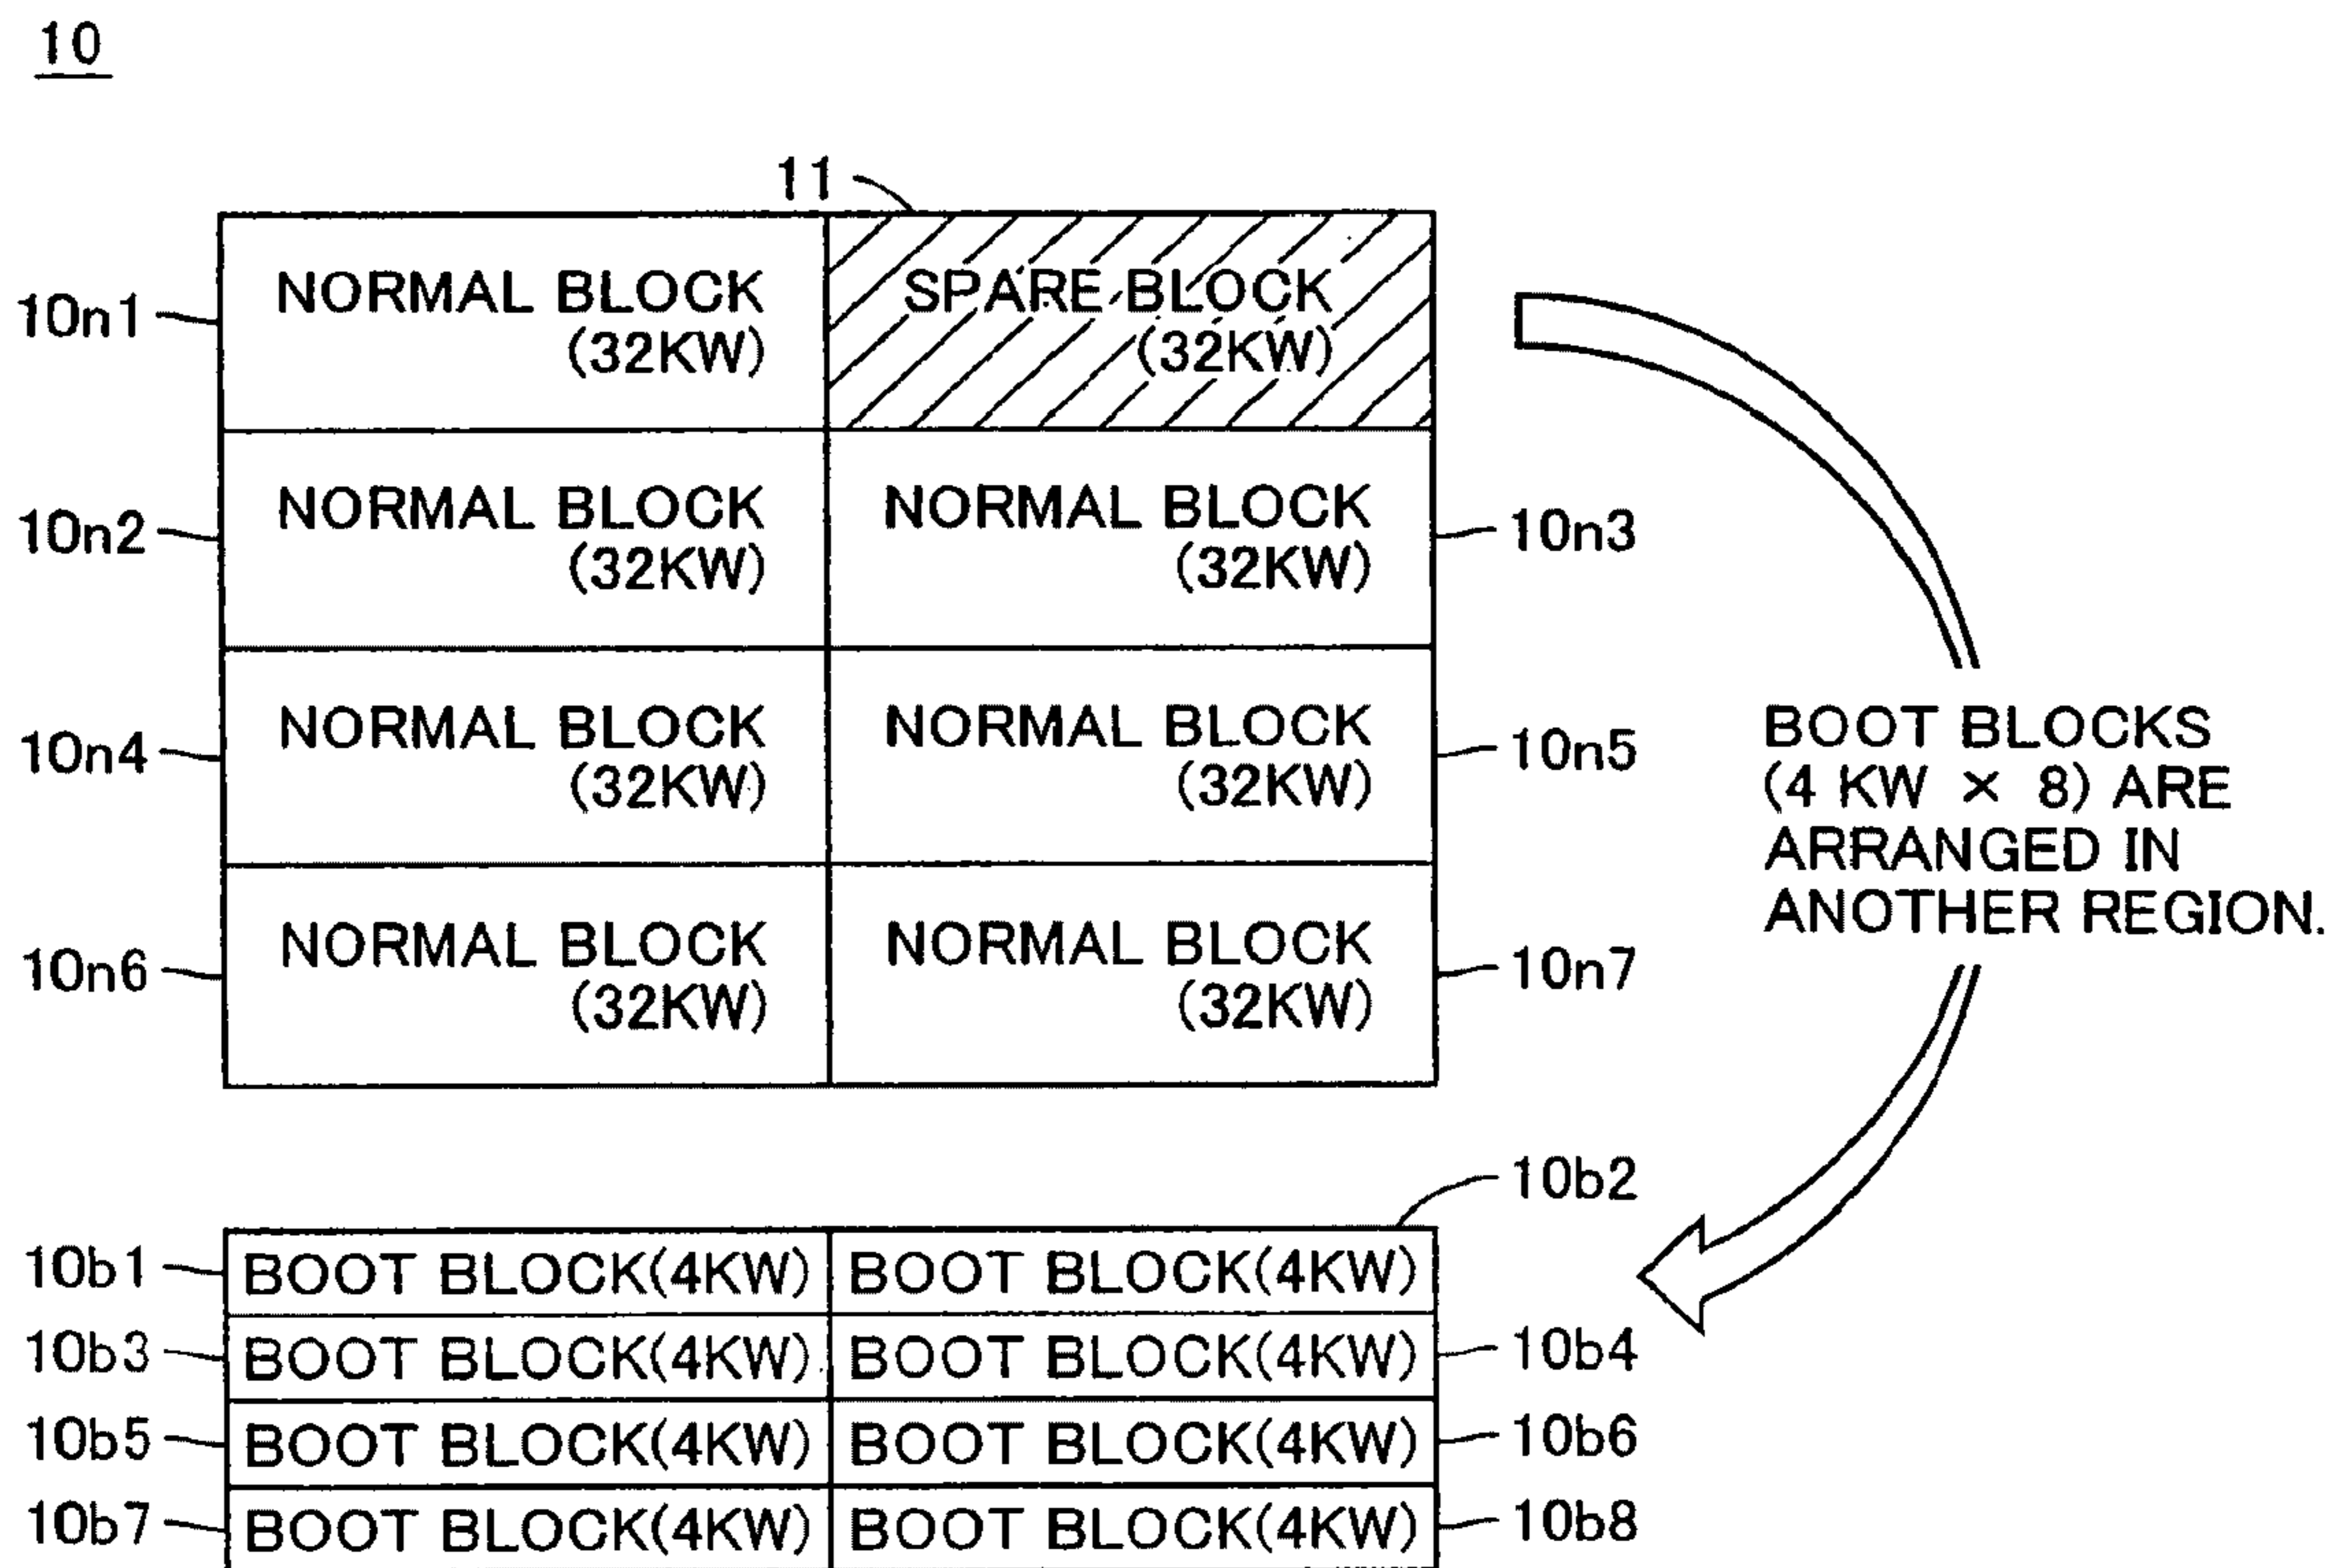 10
11
10n1
NORMAL BLOCK
(32KW)
SPARE BLOCK
(32KW)
10n2
NORMAL BLOCK
(32KW)
NORMAL BLOCK
(32KW)
10n3
10n4
NORMAL BLOCK
(32KW)
NORMAL BLOCK
(32KW)
10n5
10n6
NORMAL BLOCK
(32KW)
NORMAL BLOCK
(32KW)
10n7
BOOT BLOCKS
(4 KW × 8) ARE
ARRANGED IN
ANOTHER REGION.
10b2
10b1
BOOT BLOCK(4KW)
BOOT BLOCK(4KW)
10b3
BOOT BLOCK(4KW)
BOOT BLOCK(4KW)
10b4
10b5
BOOT BLOCK(4KW)
BOOT BLOCK(4KW)
10b6
10b7
BOOT BLOCK(4KW)
BOOT BLOCK(4KW)
10b8